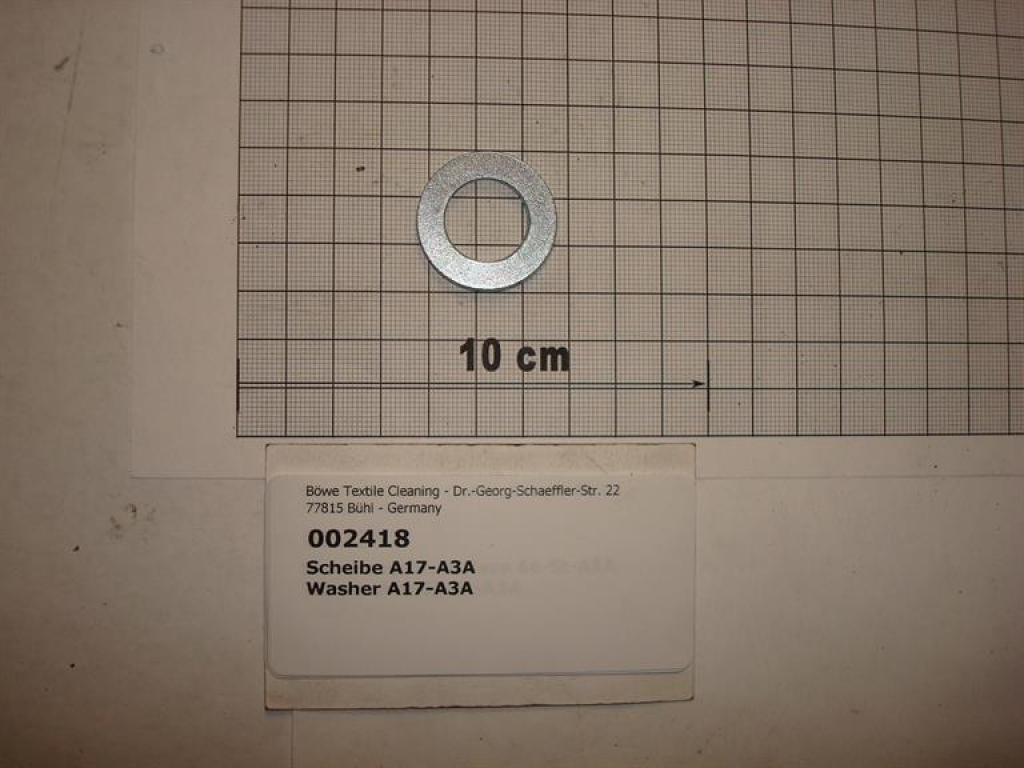 10 cm
Böwe Textile Cleaning - Dr.-Georg-Schaeffler-Str. 22
77815 Bühl - Germany
002418
Scheibe A17-A3A
Washer A17-A3A